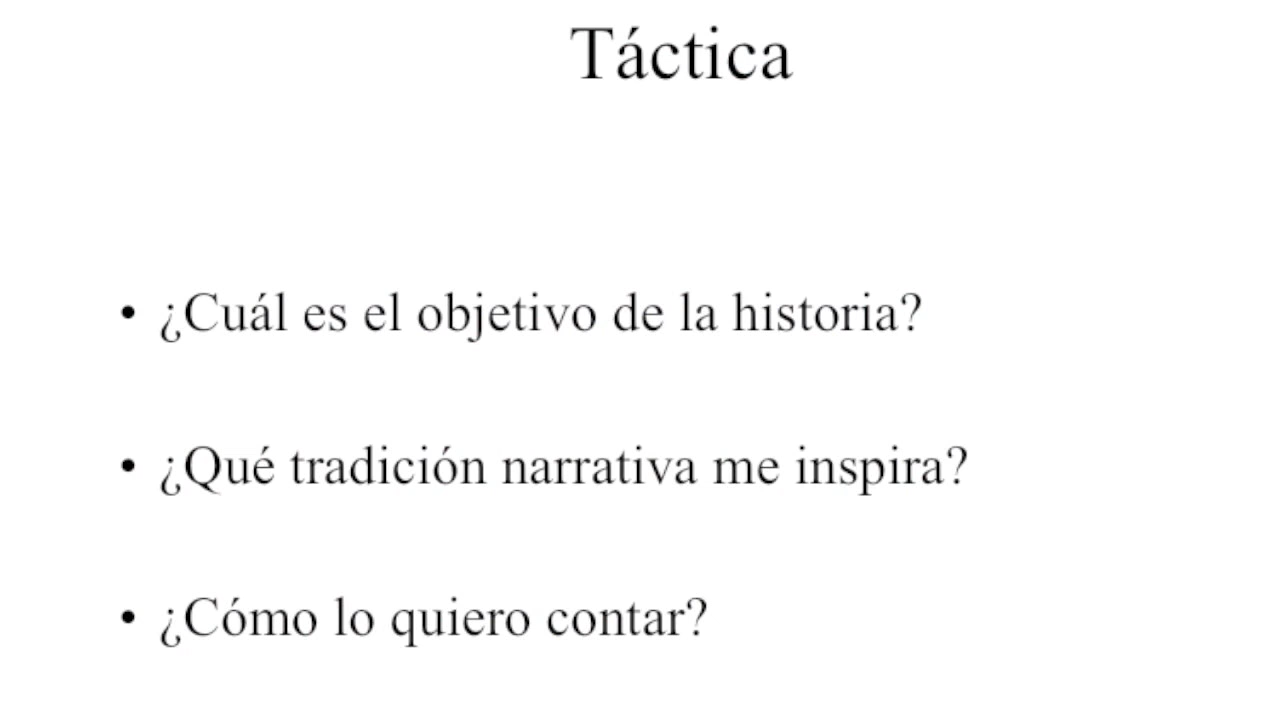 Táctica
• ¿Cuál es el objetivo de la historia?
• ¿Qué tradición narrativa me inspira?
• ¿Cómo lo quiero contar?